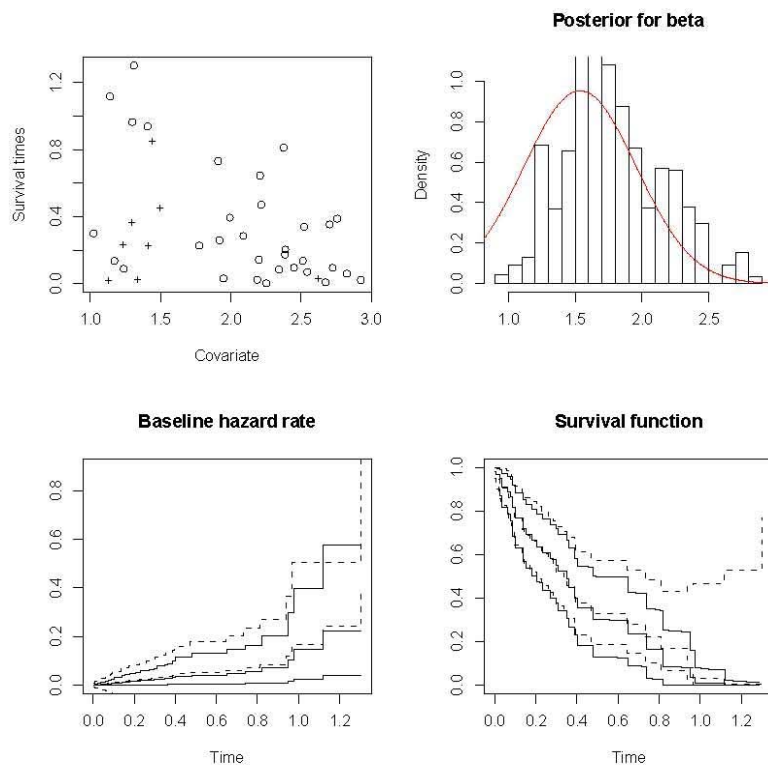 Survival times
0.0 0.4 0.8 1.2
1.0 1.5 2.0 2.5 3.0
Covariate
Posterior for beta
Density
0.0 0.2 0.4 0.6 0.8 1.0
1.0 1.5 2.0 2.5
Baseline hazard rate
0.0 0.2 0.4 0.6 0.8
0.0 0.2 0.4 0.6 0.8 1.0 1.2
Time
Survival function
0.0 0.2 0.4 0.6 0.8 1.0
0.0 0.2 0.4 0.6 0.8 1.0 1.2
Time